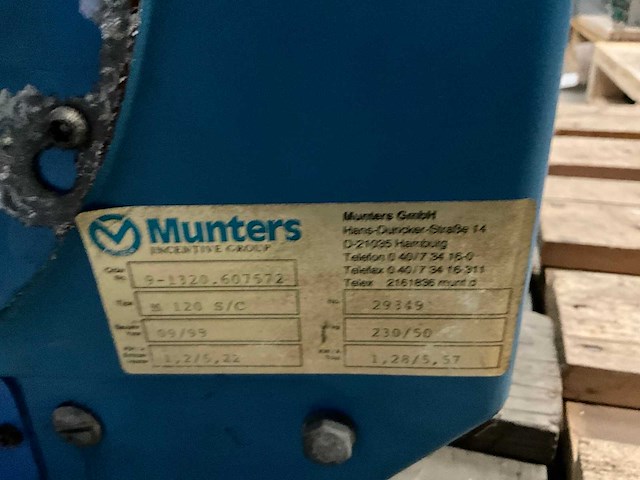 Munters
INCENTIVE GROUP
Munters GmbH
Hans-Duncker-Straße 14
D-21035 Hamburg
Telefon 0 40/7 34 16-0
Telefax 0 40/7 34 16-311
Telex 2161836 munt d
9-1320.607572
Type M 120 S/C
No. 29349
09/99
230/50
1,2/5,22
1,28/5,57